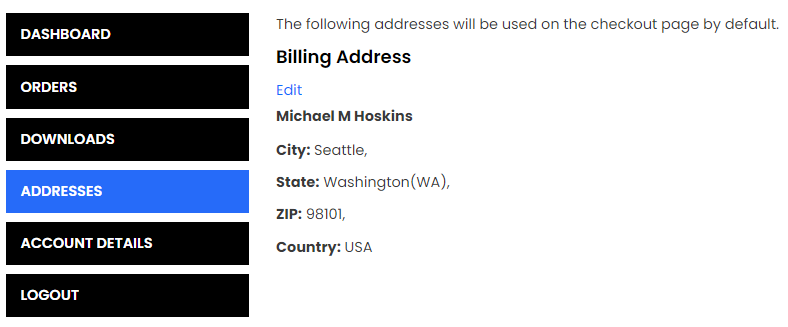 DASHBOARD
ORDERS
DOWNLOADS
ADDRESSES
ACCOUNT DETAILS
LOGOUT
The following addresses will be used on the checkout page by default.
Billing Address
Edit
Michael M Hoskins
City: Seattle,
State: Washington(WA),
ZIP: 98101,
Country: USA